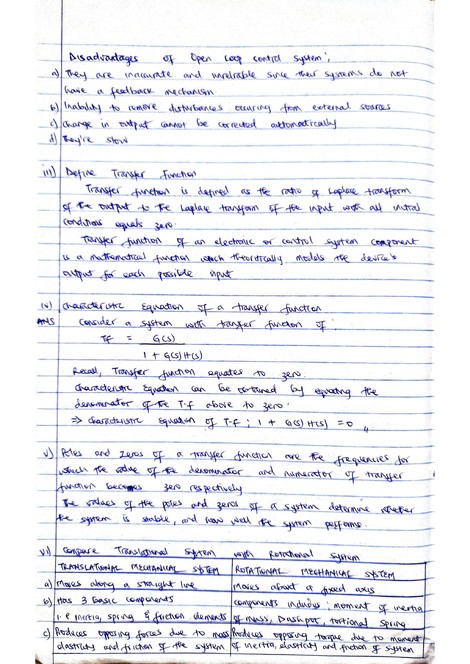 Disadvantages of Open Loop control system;
a) They are inaccurate and unreliable since their systems do not
have a feedback mechanism
b) Inability to remove disturbances occuring from external sources
c) Change in output cannot be corrected automatically
d) They're slow
iii) Define Transfer Function
Transfer function is defined as the ratio of Laplace transform
of the output to the Laplace transform of the input with all initial
conditions equals zero.
Transfer function of an electronic or control system component
is a mathematical function which theoritically models the device's
output for each possible input
iv) Characteristic Equation of a transfer function
ANS Consider a system with tranfer function of:
TF = G(s)
1 + G(s)H(s)
Recall, Transfer function equates to zero.
Characteristic Equation can be obtained by equating the
denominator of the T.F above to zero.
⇒ Characteristic Equation of T.F ; 1 + G(s) H(s) = 0 ,,
v) Poles and Zeros of a transfer function are the frequencies for
which the value of the denominator and numerator of transfer
function becomes zero respectively
The values of the poles and zeros of a system determine whether
the system is stable, and how well the system performs.
vi) Compare Translational System with Rotational System
TRANSLATIONAL MECHANICAL SYSTEM ROTATIONAL MECHANICAL SYSTEM
a) Moves along a straight line Moves about a fixed axis
b) Has 3 basic components components includes; moment of inertia
i.e inertia, spring & friction elements of mass, Dashpot, torsional spring
c) Produces opposing forces due to mass Produces opposing torque due to moment
elasticity and friction of the system of inertia, elasticity and friction of system